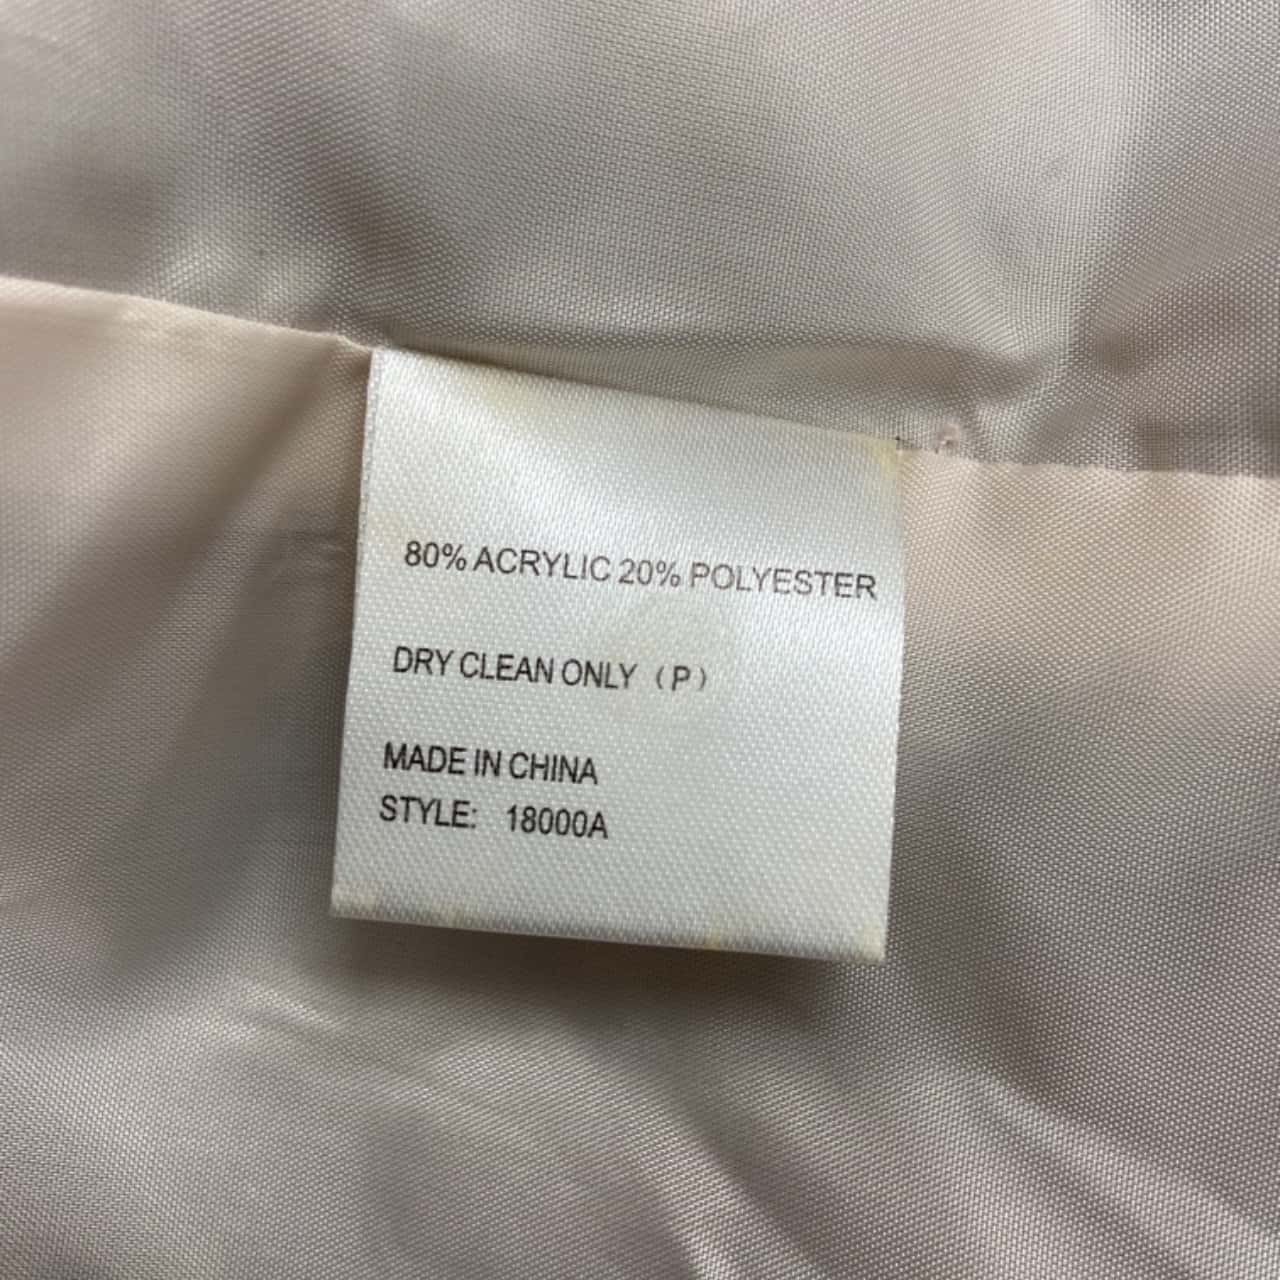 80% ACRYLIC 20% POLYESTER
DRY CLEAN ONLY (P)
MADE IN CHINA
STYLE: 18000A